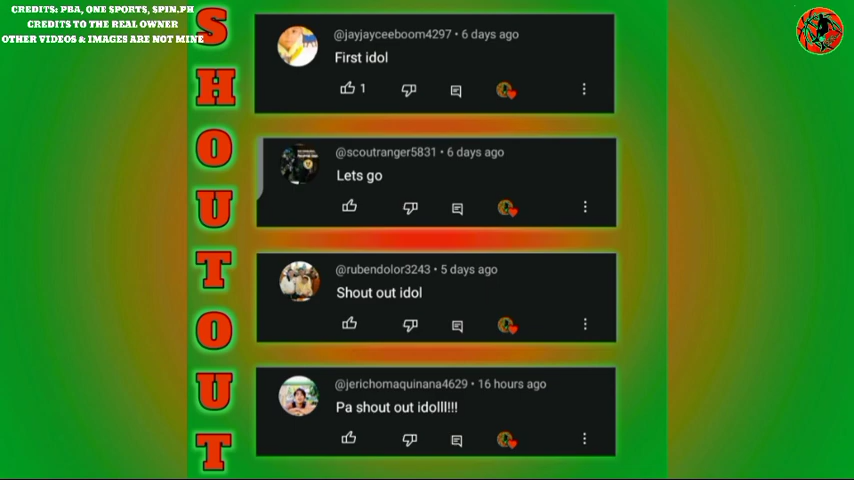 CREDITS: PBA, ONE SPORTS, SPIN.PH
CREDITS TO THE REAL OWNER
OTHER VIDEOS & IMAGES ARE NOT MINE
SHOUTOUT
@jayjayceeboom4297 • 6 days ago
First idol
1
@scoutranger5831 • 6 days ago
Lets go
@rubendolor3243 • 5 days ago
Shout out idol
@jerichomaquinana4629 • 16 hours ago
Pa shout out idolll!!!